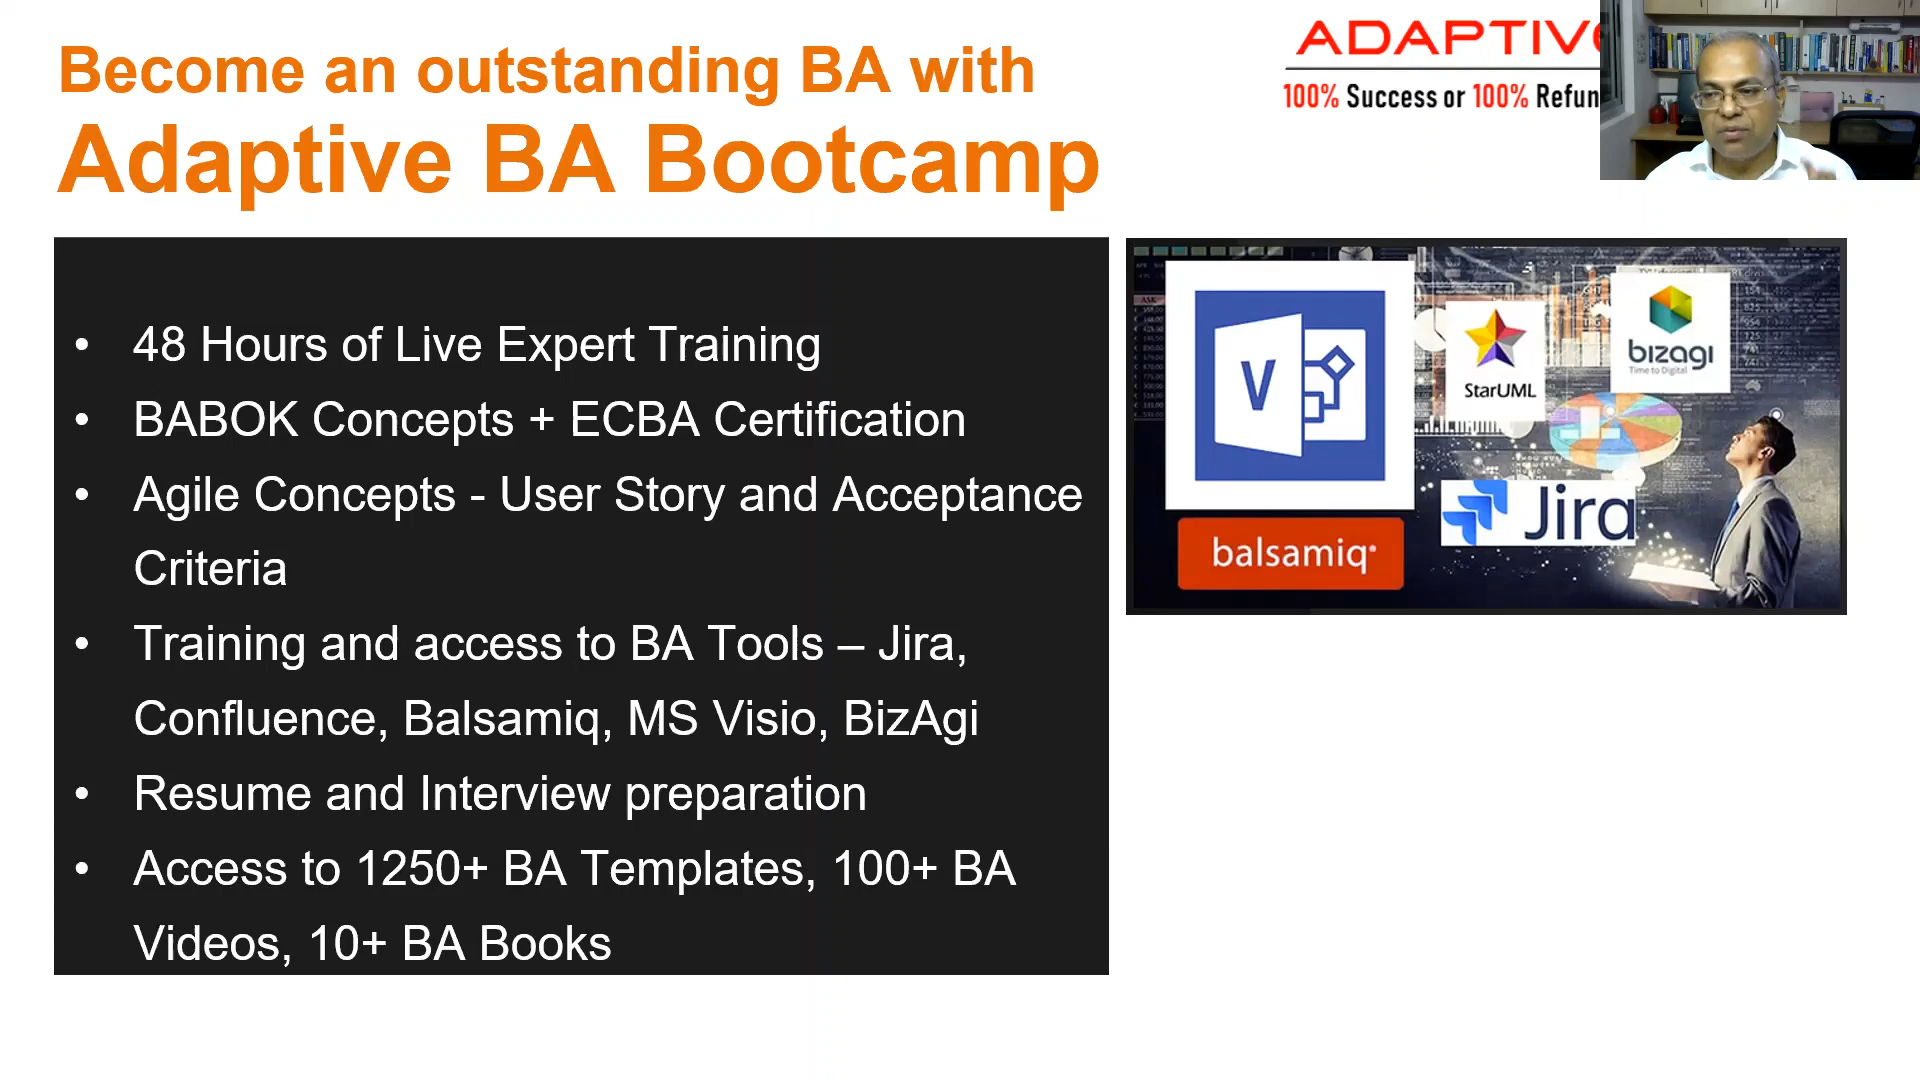 Become an outstanding BA with
Adaptive BA Bootcamp
ADAPTIVE
100% Success or 100% Refun
• 48 Hours of Live Expert Training
• BABOK Concepts + ECBA Certification
• Agile Concepts - User Story and Acceptance
Criteria
• Training and access to BA Tools – Jira,
Confluence, Balsamiq, MS Visio, BizAgi
• Resume and Interview preparation
• Access to 1250+ BA Templates, 100+ BA
Videos, 10+ BA Books
V
StarUML
bizagi
Time to Digital
Jira
balsamiq®